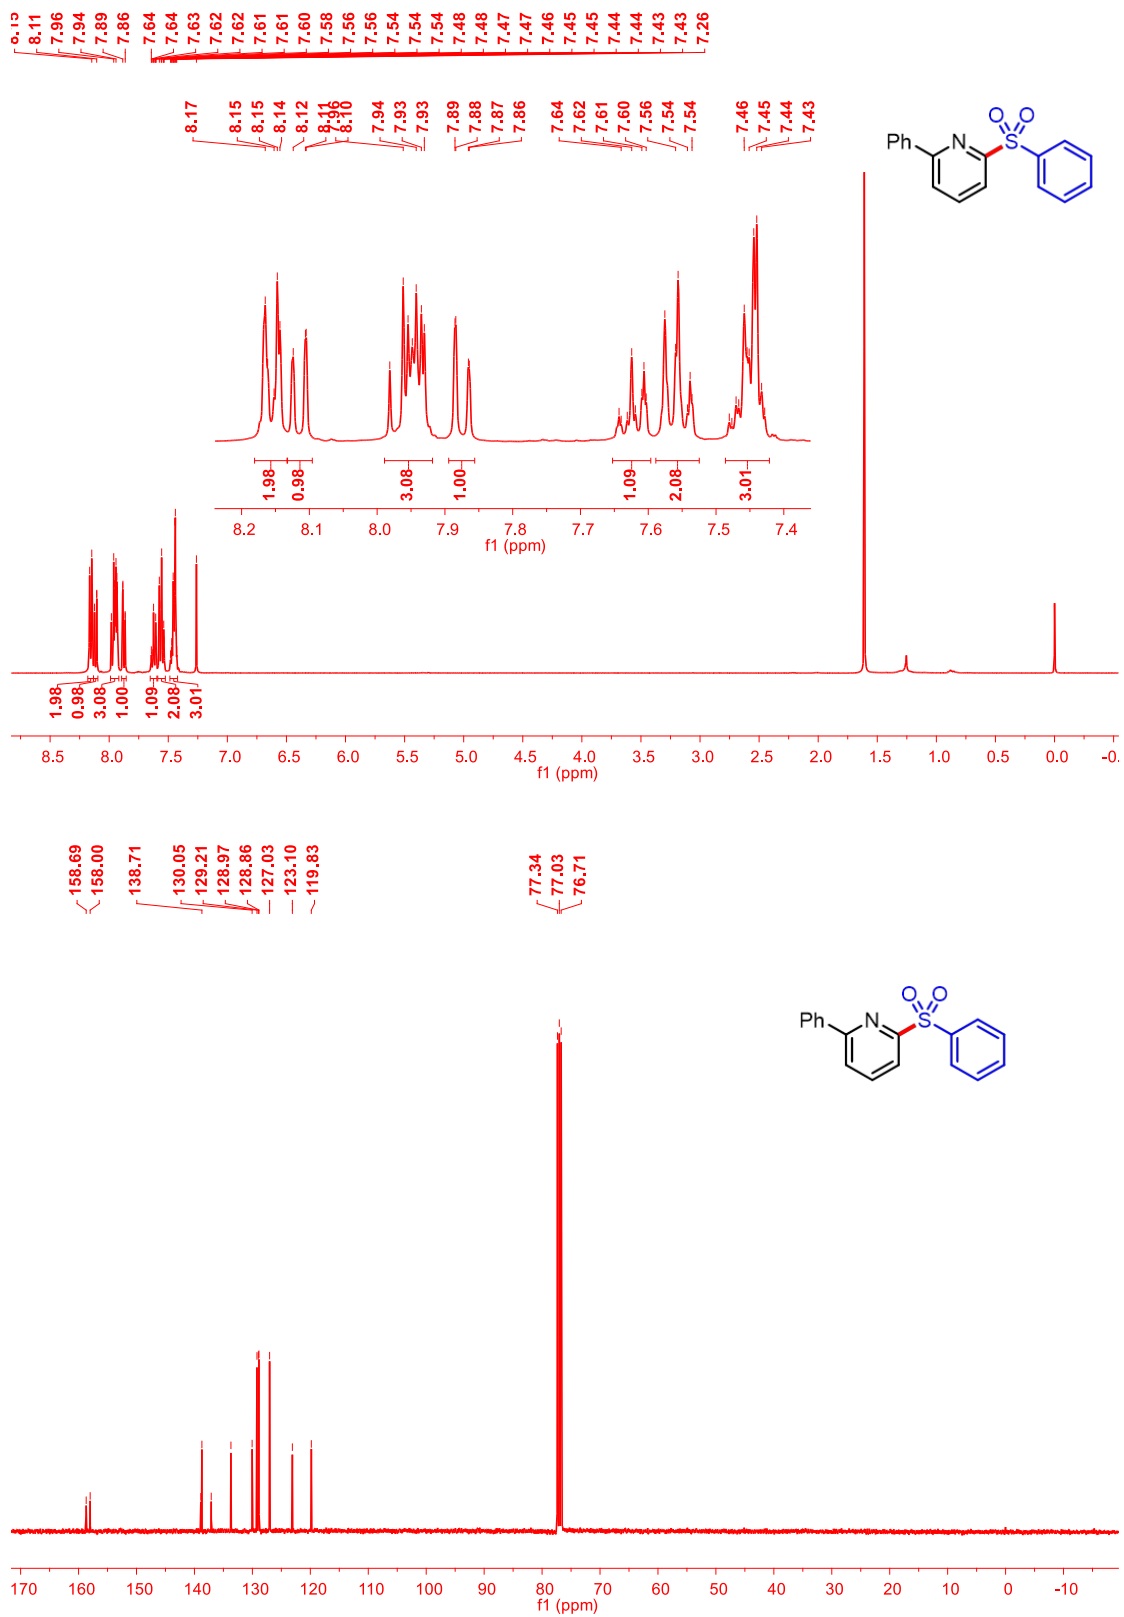 8.15 8.11 7.96 7.94 7.89 7.86 7.64 7.64 7.63 7.62 7.62 7.61 7.61 7.60 7.58 7.56 7.56 7.54 7.54 7.54 7.48 7.48 7.47 7.47 7.46 7.45 7.45 7.44 7.44 7.43 7.43 7.26
8.17 8.15 8.15 8.14 8.12 8.11 7.96 8.10 7.94 7.93 7.93 7.89 7.88 7.87 7.86 7.64 7.62 7.61 7.60 7.56 7.54 7.54 7.46 7.45 7.44 7.43
O O
Ph N S
1.98 0.98 3.08 1.00 1.09 2.08 3.01
8.2 8.1 8.0 7.9 7.8 7.7 7.6 7.5 7.4
f1 (ppm)
1.98 0.98 3.08 1.00 1.09 2.08 3.01
8.5 8.0 7.5 7.0 6.5 6.0 5.5 5.0 4.5 4.0 3.5 3.0 2.5 2.0 1.5 1.0 0.5 0.0 -0.
f1 (ppm)
158.69 158.00 138.71 130.05 129.21 128.97 128.86 127.03 123.10 119.83 77.34 77.03 76.71
O O
Ph N S
170 160 150 140 130 120 110 100 90 80 70 60 50 40 30 20 10 0 -10
f1 (ppm)